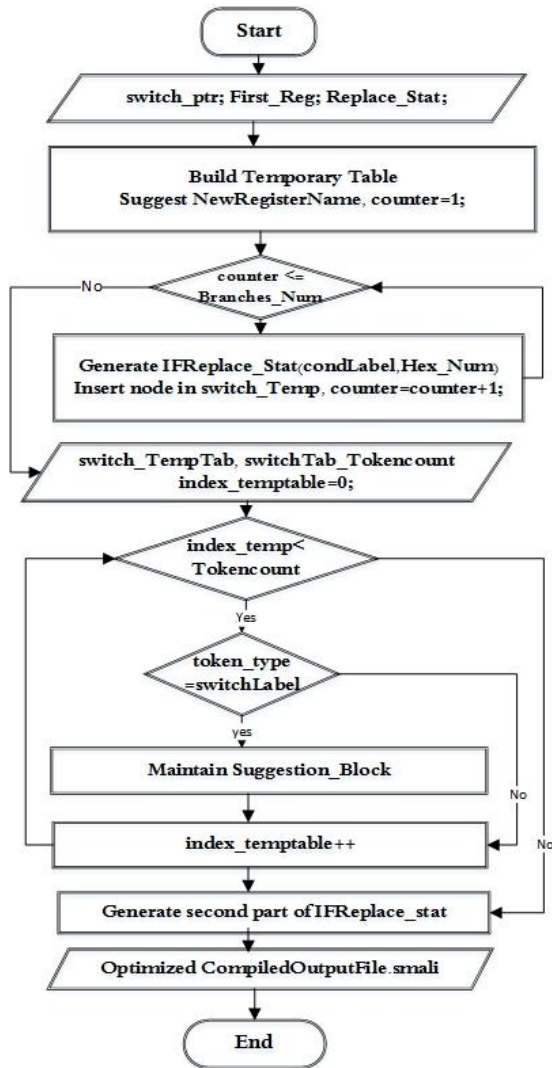 Start
switch_ptr; First_Reg; Replace_Stat;
Build Temporary Table
Suggest NewRegisterName, counter=1;
counter <=
Branches_Num
No
Generate IFReplace_Stat(condLabel,Hex_Num)
Insert node in switch_Temp, counter=counter+1;
switch_TempTab, switchTab_Tokencount
index_temptable=0;
index_temp<
Tokencount
Yes
token_type
=switchLabel
yes
Maintain Suggestion_Block
No
index_temptable++
No
Generate second part of IFReplace_stat
Optimized CompiledOutputFile.smali
End